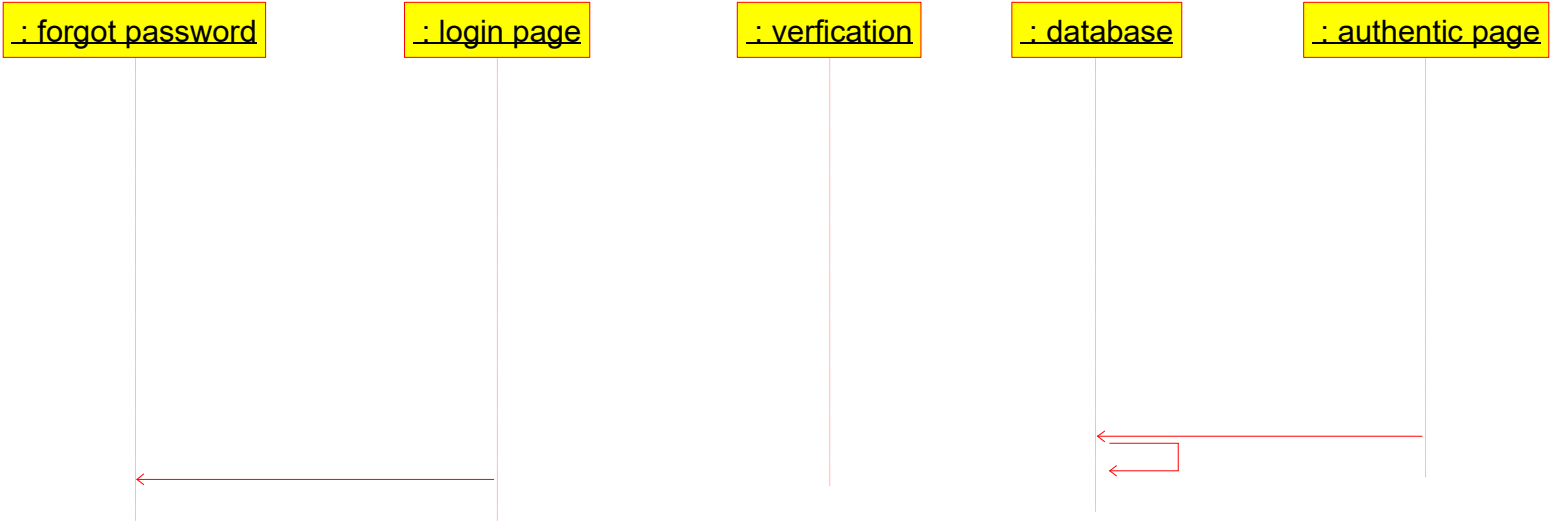 : forgot password
: login page
: verfication
: database
: authentic page